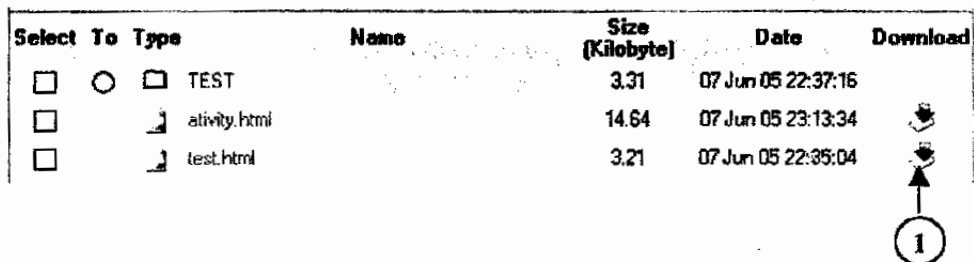 Select To Type Name Size (Kilobyte) Date Download
TEST 3.31 07 Jun 05 22:37:16
ativity.html 14.64 07 Jun 05 23:13:34
test.html 3.21 07 Jun 05 22:35:04
1